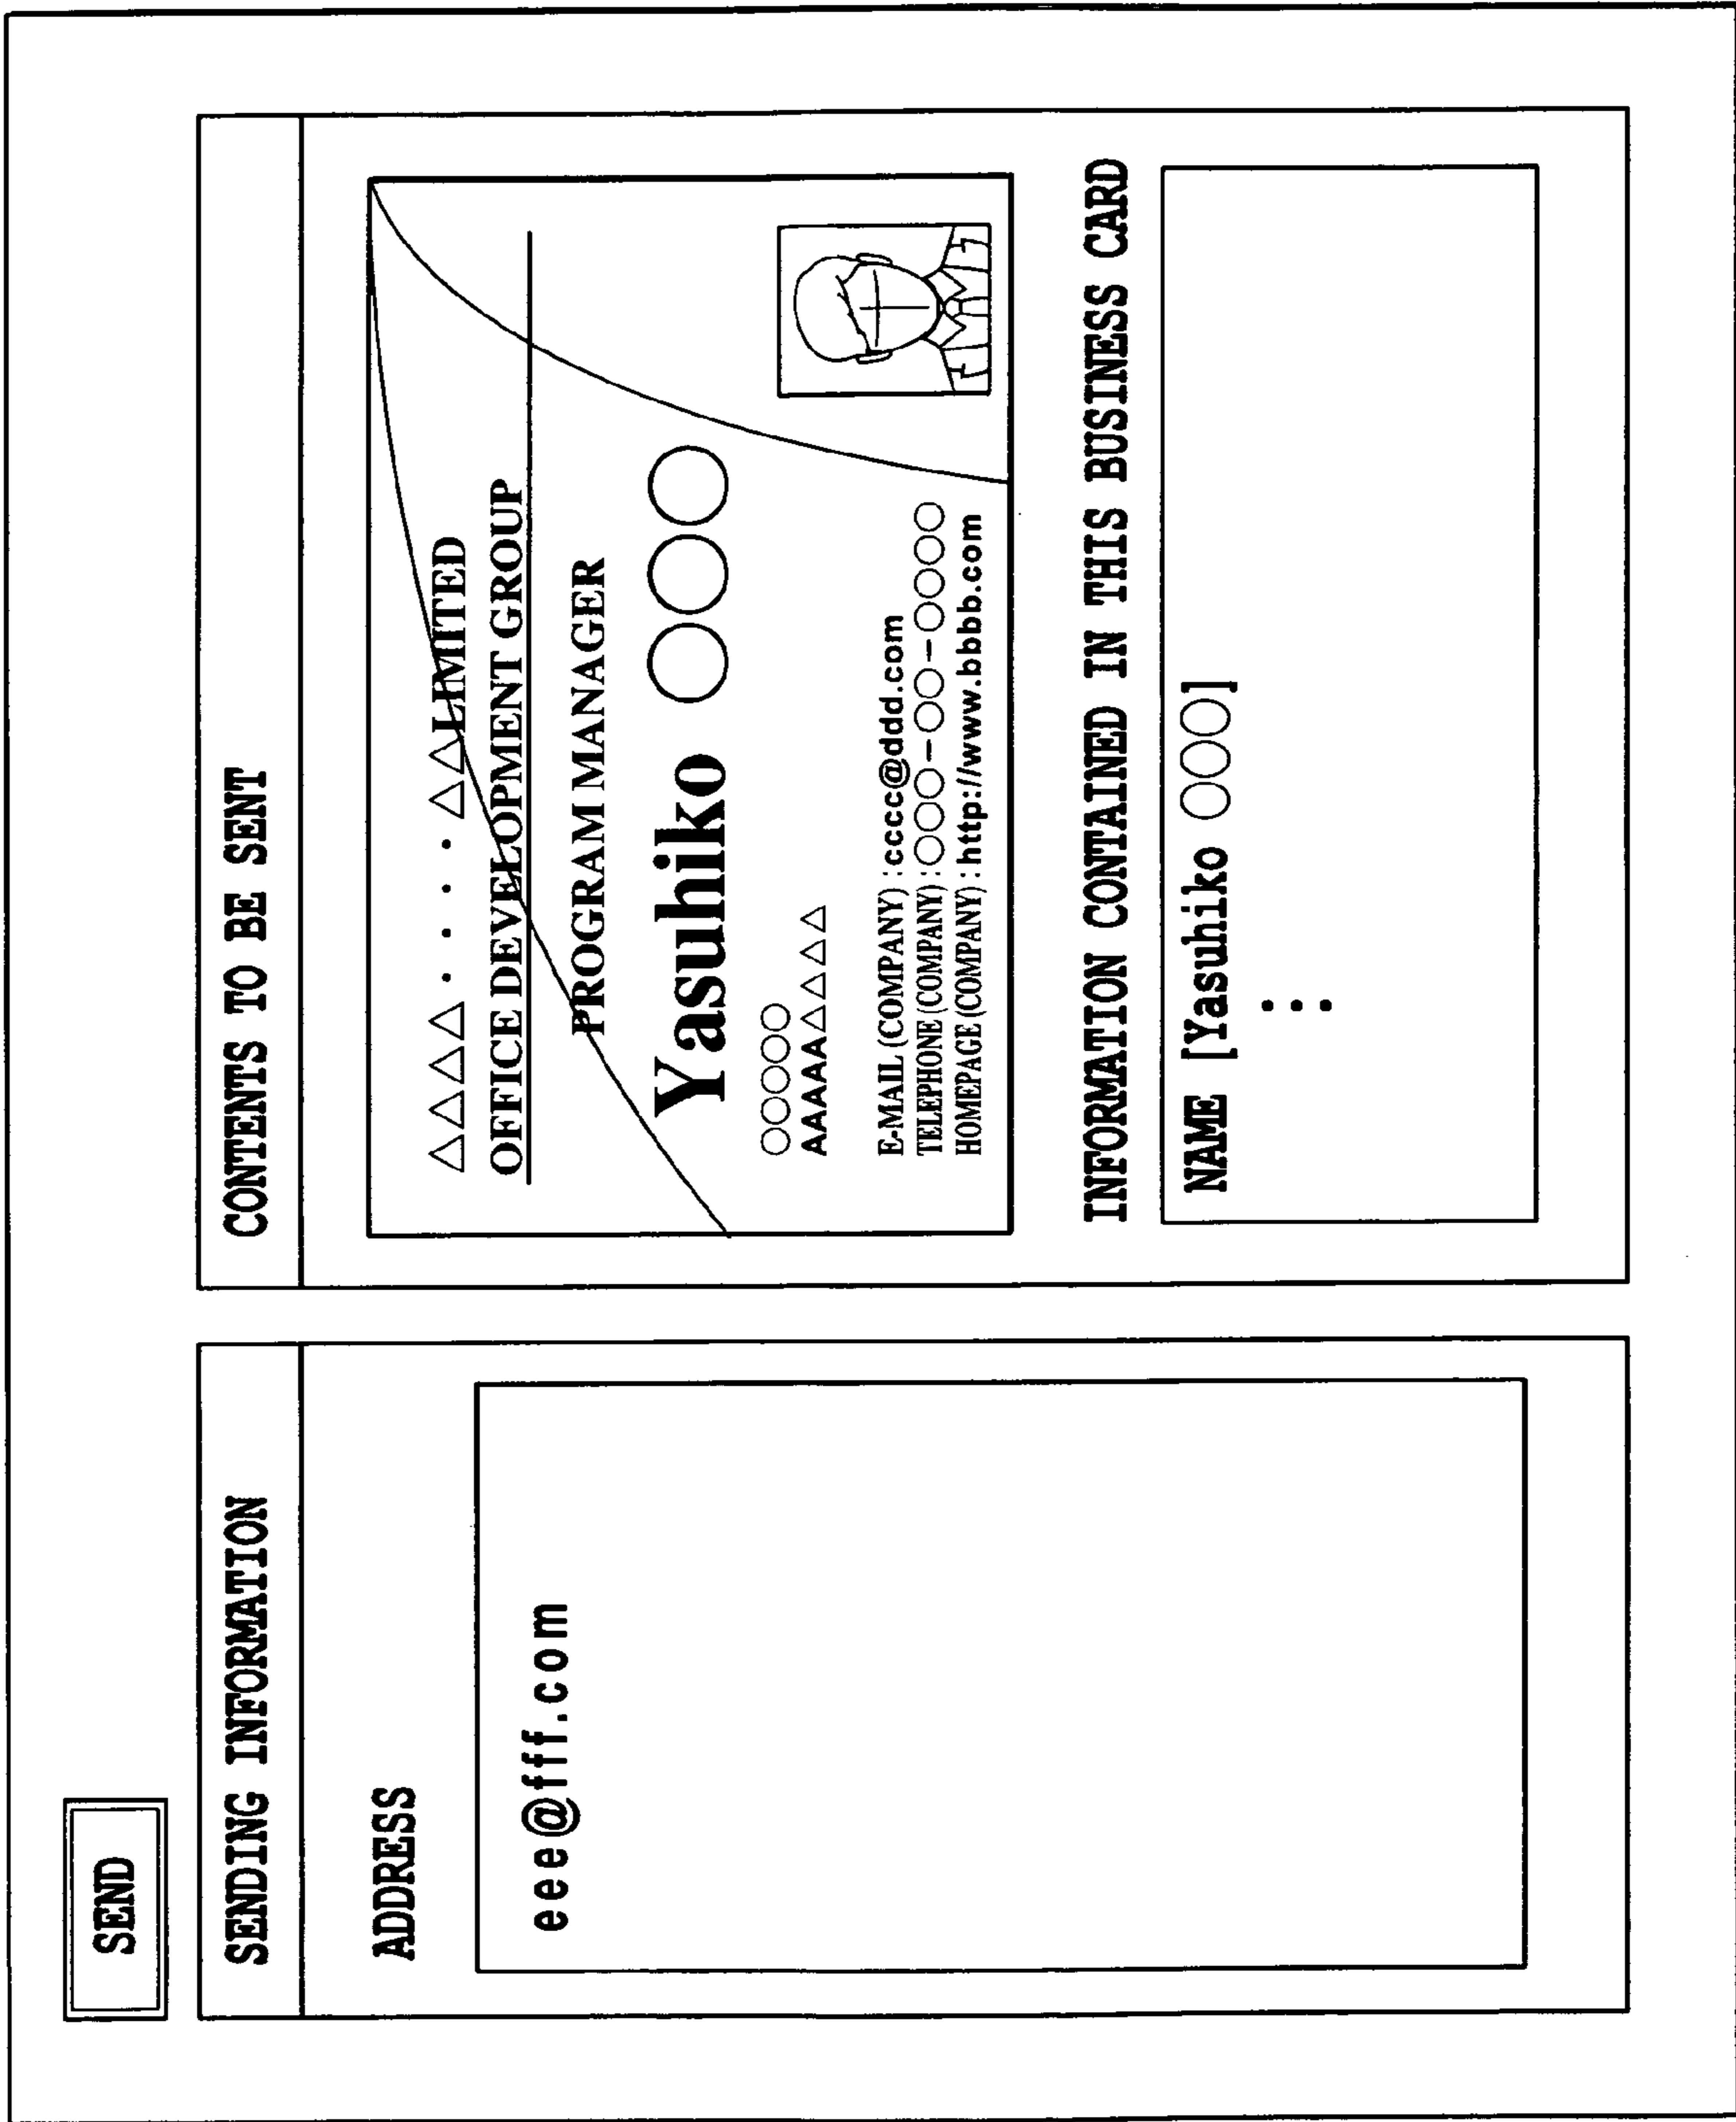 SEND
SENDING INFORMATION
ADDRESS
eee@fff.com
CONTENTS TO BE SENT
△△△△ · · · · △△LIMITED
OFFICE DEVELOPMENT GROUP
PROGRAM MANAGER
Yasuhiko ○○○
○○○○○
AAAAA△△△△△
E-MAIL (COMPANY) : cccc@ddd.com
TELEPHONE (COMPANY) : ○○○○-○○-○○○○
HOMEPAGE (COMPANY) : http://www.bbbb.com
INFORMATION CONTAINED IN THIS BUSINESS CARD
NAME [Yasuhiko ○○○]
⋮